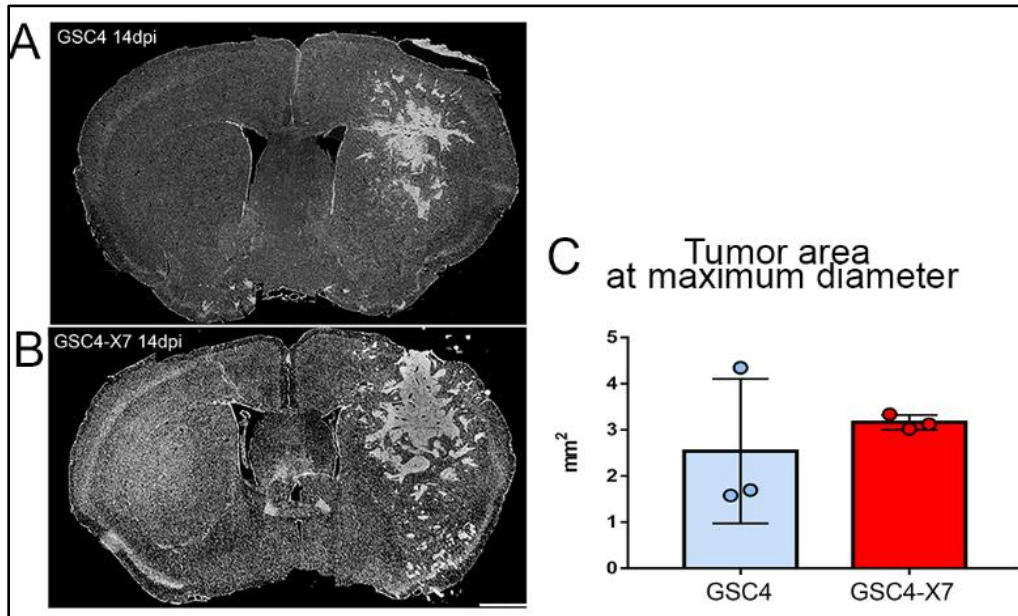 A
GSC4 14dpi
B
GSC4-X7 14dpi
C
Tumor area
at maximum diameter
5
4
3
2
1
0
mm²
GSC4
GSC4-X7